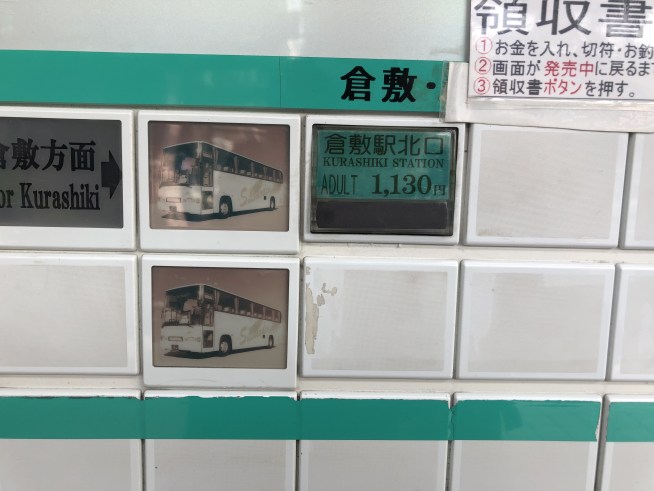 領収書
①お金を入れ、切符・お釣
②画面が発売中に戻るま
③領収書ボタンを押す。
倉敷・
倉敷方面
or Kurashiki
倉敷駅北口
KURASHIKI STATION
ADULT 1,130円